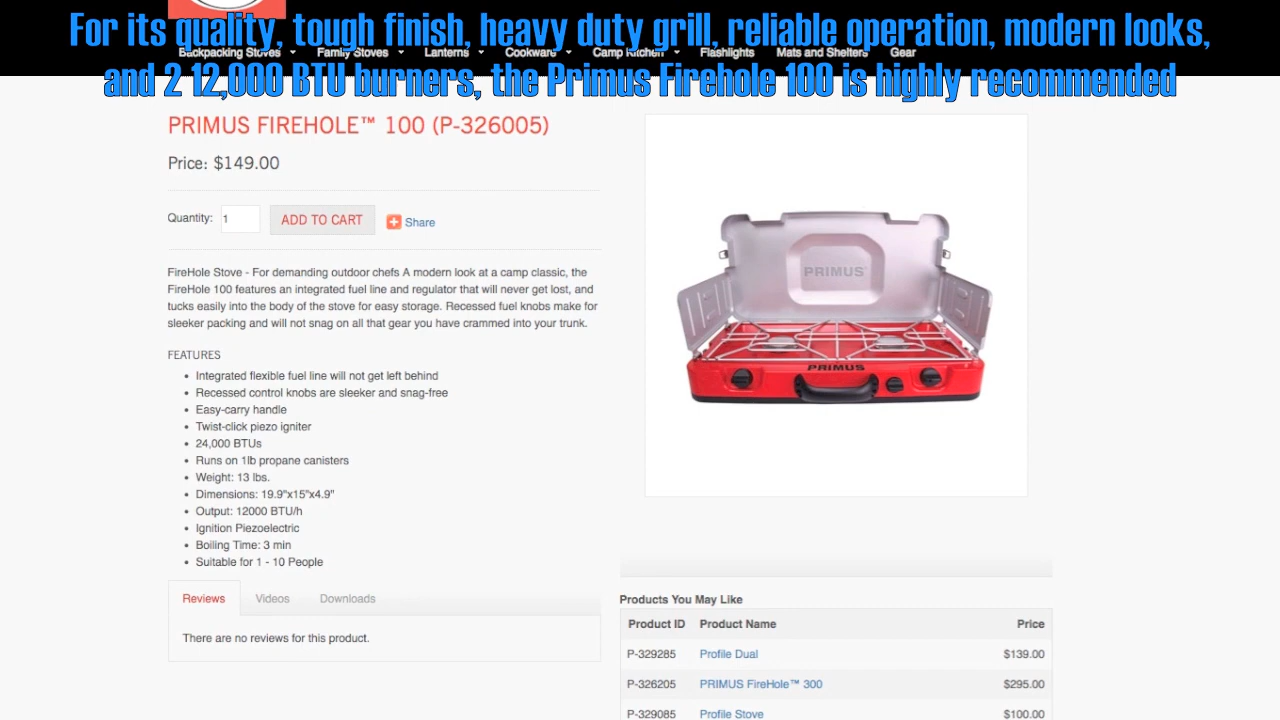 For its quality, tough finish, heavy duty grill, reliable operation, modern looks,
and 2 12,000 BTU burners, the Primus Firehole 100 is highly recommended
Backpacking Stoves Family Stoves Lanterns Cookware Camp Kitchen Flashlights Mats and Shelters Gear
PRIMUS FIREHOLE™ 100 (P-326005)
Price: $149.00
Quantity: 1 ADD TO CART Share
FireHole Stove - For demanding outdoor chefs A modern look at a camp classic, the
FireHole 100 features an integrated fuel line and regulator that will never get lost, and
tucks easily into the body of the stove for easy storage. Recessed fuel knobs make for
sleeker packing and will not snag on all that gear you have crammed into your trunk.
FEATURES
Integrated flexible fuel line will not get left behind
Recessed control knobs are sleeker and snag-free
Easy-carry handle
Twist-click piezo igniter
24,000 BTUs
Runs on 1lb propane canisters
Weight: 13 lbs.
Dimensions: 19.9"x15"x4.9"
Output: 12000 BTU/h
Ignition Piezoelectric
Boiling Time: 3 min
Suitable for 1 - 10 People
Reviews Videos Downloads
There are no reviews for this product.
PRIMUS
PRIMUS
Products You May Like
Product ID Product Name Price
P-329285 Profile Dual $139.00
P-326205 PRIMUS FireHole™ 300 $295.00
P-329085 Profile Stove $100.00